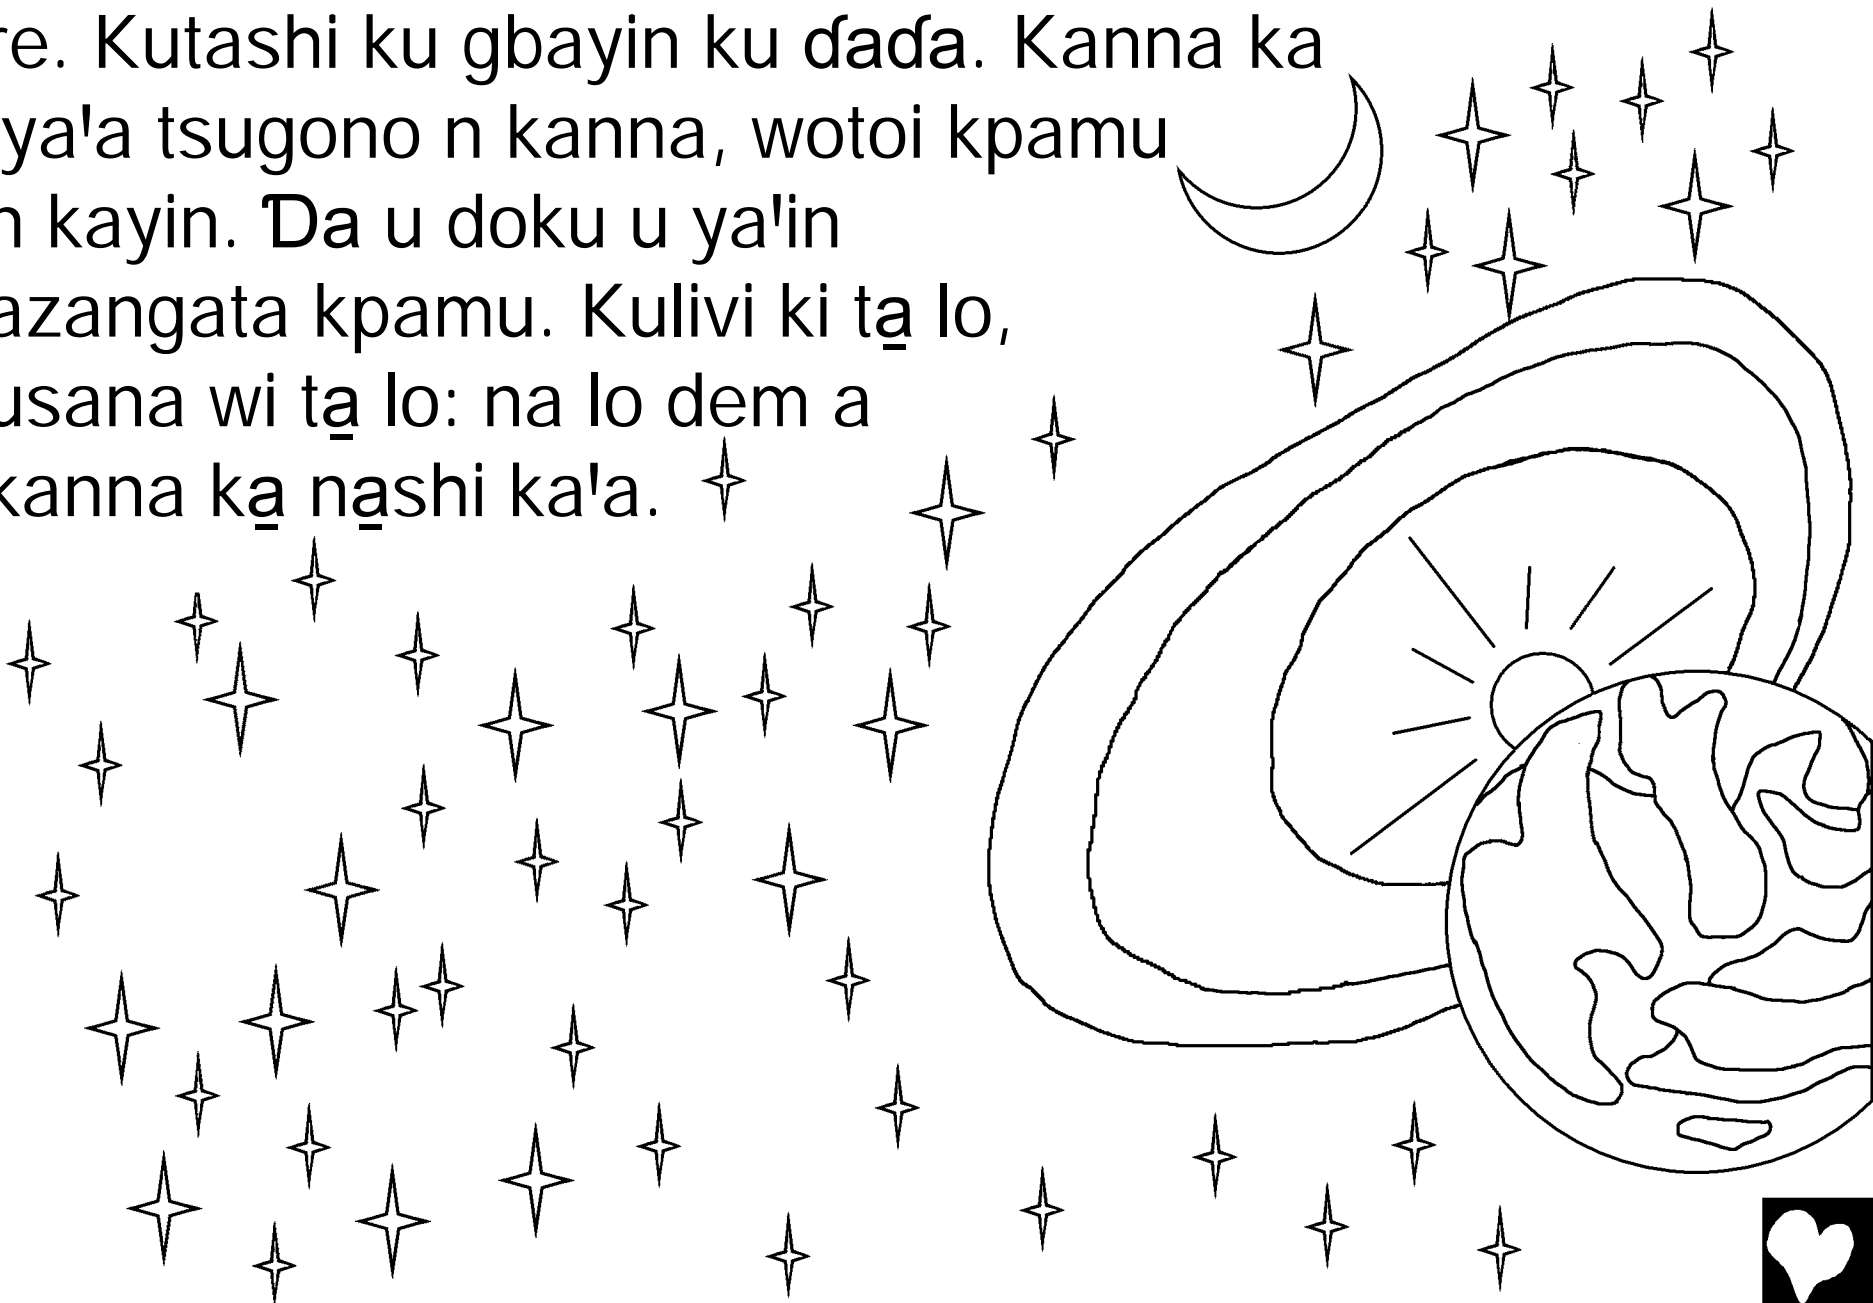 re. Kutashi ku gbayin ku ɗaɗa. Kanna ka
ya'a tsugono n kanna, wotoi kpamu
n kayin. Ɗa u doku u ya'in
azangata kpamu. Kulivi ki ta̱ lo,
usana wi ta̱ lo: na lo dem a
kanna ka̱ na̱shi ka'a.